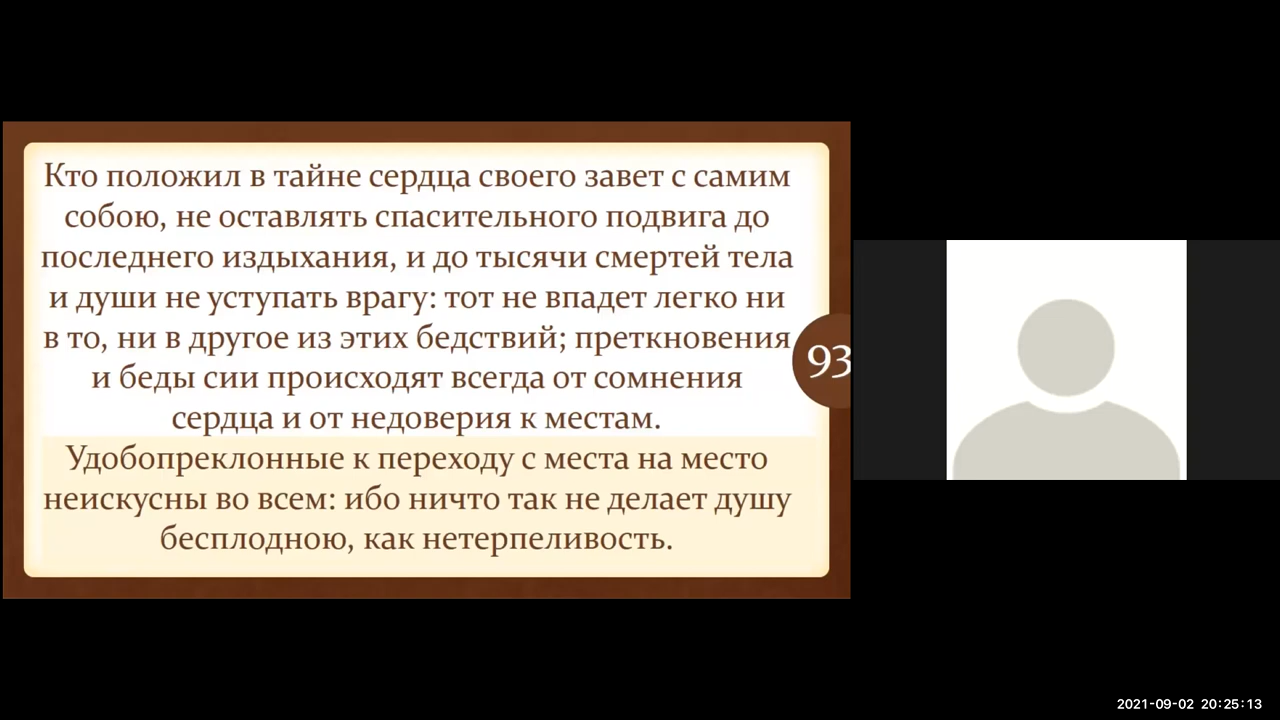 Кто положил в тайне сердца своего завет с самим
собою, не оставлять спасительного подвига до
последнего издыхания, и до тысячи смертей тела
и души не уступать врагу: тот не впадет легко ни
в то, ни в другое из этих бедствий; преткновения
и беды сии происходят всегда от сомнения
сердца и от недоверия к местам.
Удобопреклонные к переходу с места на место
неискусны во всем: ибо ничто так не делает душу
бесплодною, как нетерпеливость.
93
2021-09-02 20:25:13